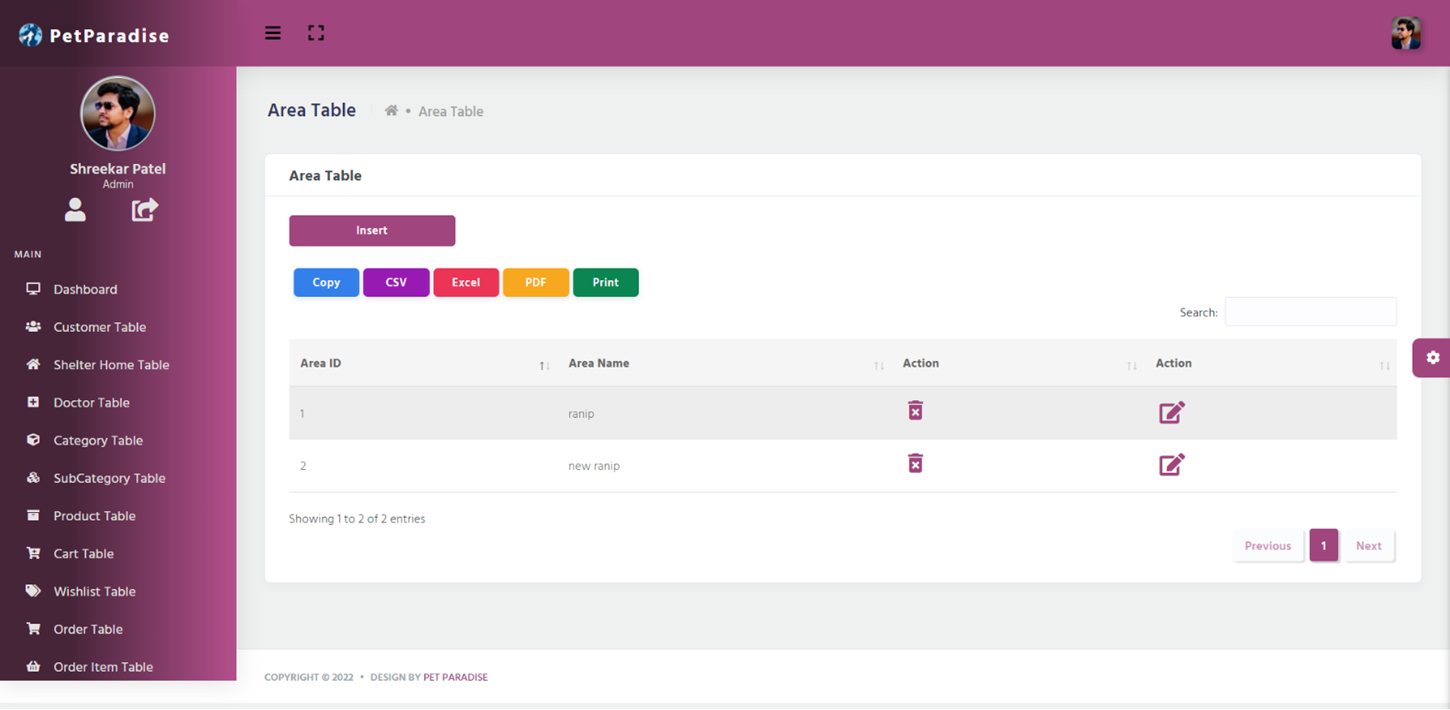 PetParadise
Shreekar Patel
Admin
MAIN
Dashboard
Customer Table
Shelter Home Table
Doctor Table
Category Table
SubCategory Table
Product Table
Cart Table
Wishlist Table
Order Table
Order Item Table
Area Table • Area Table
Area Table
Insert
Copy CSV Excel PDF Print
Search:
Area ID Area Name Action Action
1 ranip
2 new ranip
Showing 1 to 2 of 2 entries
Previous 1 Next
COPYRIGHT © 2022 • DESIGN BY PET PARADISE